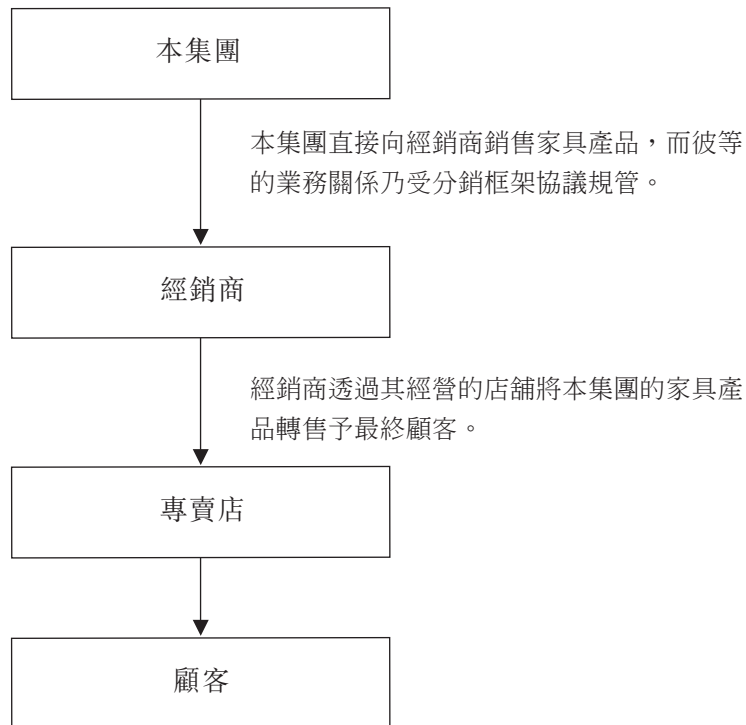 本集團
本集團直接向經銷商銷售家具產品，而彼等
的業務關係乃受分銷框架協議規管。
經銷商
經銷商透過其經營的店舖將本集團的家具產
品轉售予最終顧客。
專賣店
顧客